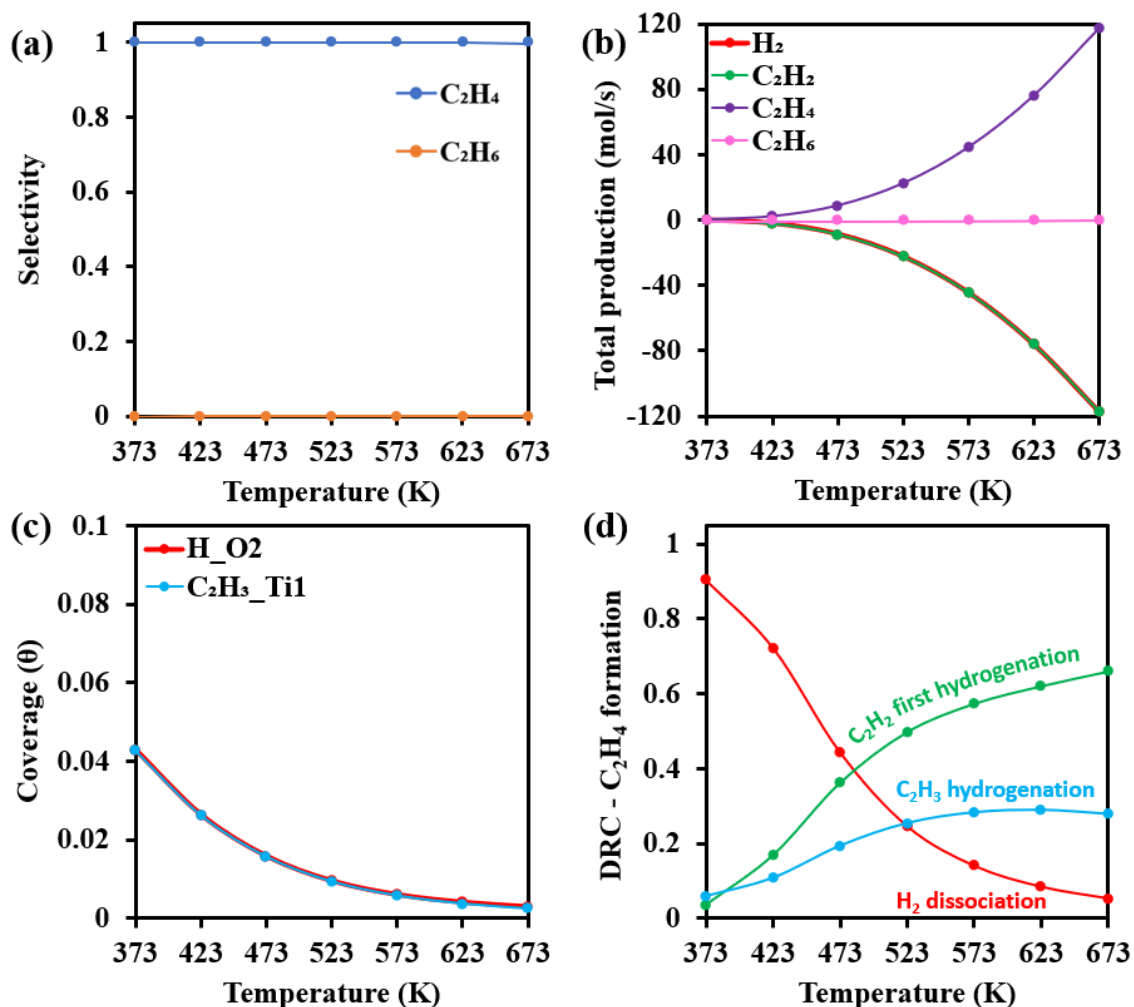 (a)
1
0.8
0.6
0.4
0.2
0
Selectivity
C₂H₄
C₂H₆
373 423 473 523 573 623 673
Temperature (K)
(b)
120
80
40
0
-40
-80
-120
Total production (mol/s)
H₂
C₂H₂
C₂H₄
C₂H₆
373 423 473 523 573 623 673
Temperature (K)
(c)
0.1
0.08
0.06
0.04
0.02
0
Coverage (θ)
H_O2
C₂H₃_Ti1
373 423 473 523 573 623 673
Temperature (K)
(d)
1
0.8
0.6
0.4
0.2
0
DRC - C₂H₄ formation
C₂H₂ first hydrogenation
C₂H₃ hydrogenation
H₂ dissociation
373 423 473 523 573 623 673
Temperature (K)